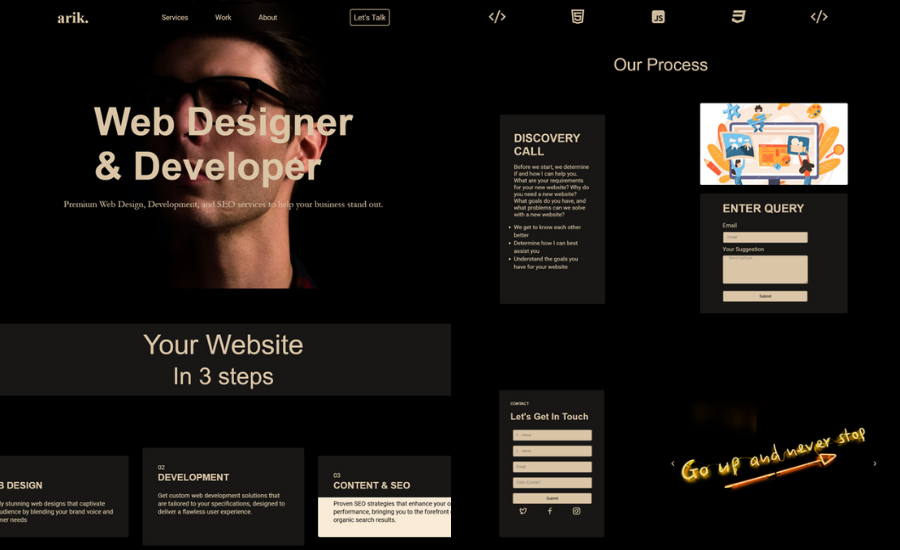 arik.
Services
Work
About
Let's Talk
Web Designer
& Developer
Premium Web Design, Development, and SEO services to help your business stand out.
Your Website
In 3 steps
B DESIGN
ly stunning web designs that captivate
udience by blending your brand voice and
mer needs
02
DEVELOPMENT
Get custom web development solutions that
are tailored to your specifications, designed to
deliver a flawless user experience.
03
CONTENT & SEO
Proven SEO strategies that enhance your o
performance, bringing you to the forefront
organic search results.
JS
Our Process
DISCOVERY
CALL
Before we start, we determine
if and how I can help you.
What are your requirements
for your new website? Why do
you need a new website?
What goals do you have, and
what problems can we solve
with a new website?
We get to know each other
better
Determine how I can best
assist you
Understand the goals you
have for your website
ENTER QUERY
Email
Email
Your Suggestion
Description
Submit
CONTACT
Let's Get In Touch
Email
Submit
Go up and never stop